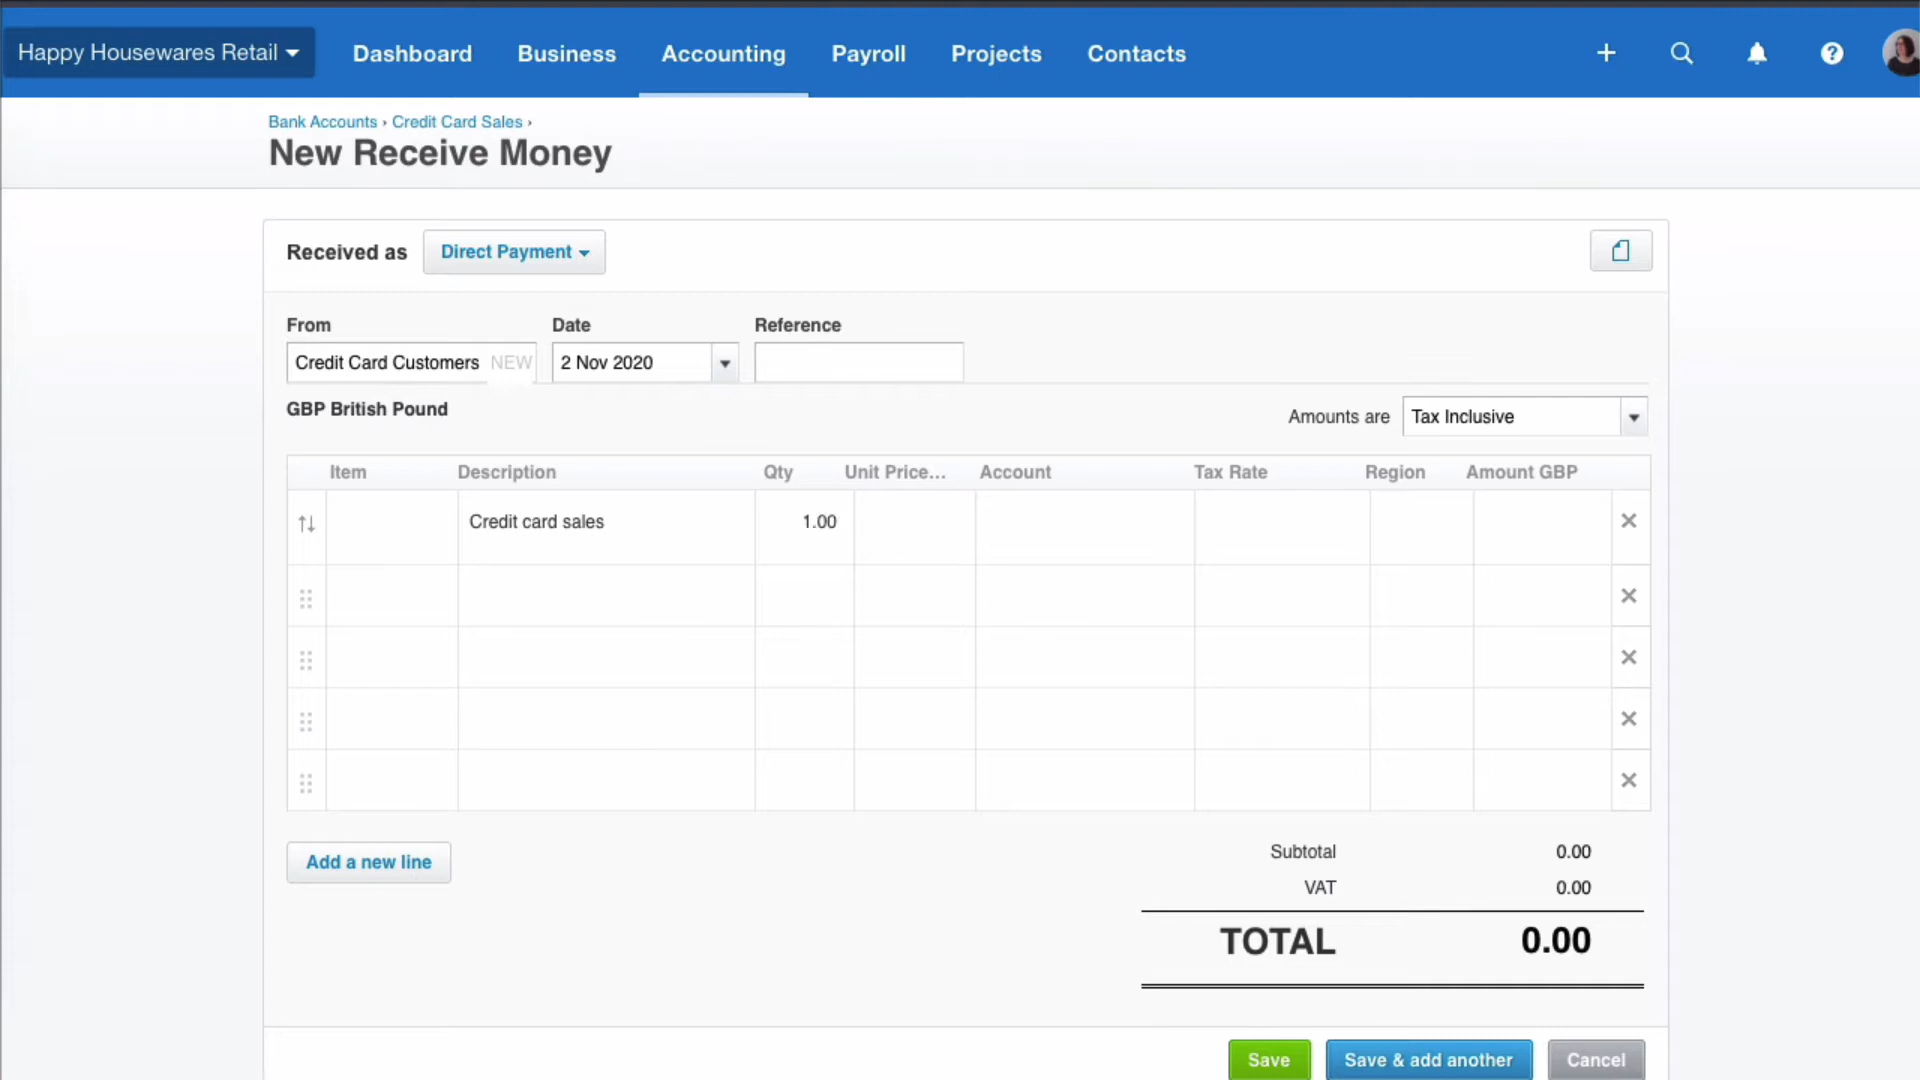 Happy Housewares Retail
Dashboard
Business
Accounting
Payroll
Projects
Contacts
Bank Accounts › Credit Card Sales ›
New Receive Money
Received as
Direct Payment
From
Date
Reference
Credit Card Customers NEW
2 Nov 2020
GBP British Pound
Amounts are
Tax Inclusive
Item
Description
Qty
Unit Price...
Account
Tax Rate
Region
Amount GBP
Credit card sales
1.00
Add a new line
Subtotal
0.00
VAT
0.00
TOTAL
0.00
Save
Save & add another
Cancel